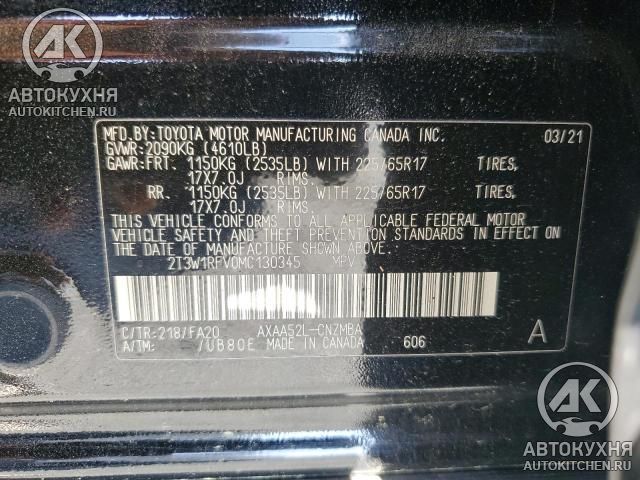 АК
АВТОКУХНЯ
AUTOKITCHEN.RU
MFD.BY:TOYOTA MOTOR MANUFACTURING CANADA INC. 03/21
GVWR:2090KG (4610LB)
GAWR:FRT. 1150KG (2535LB) WITH 225/65R17 TIRES,
17X7.0J RIMS.
RR. 1150KG (2535LB) WITH 225/65R17 TIRES,
17X7.0J RIMS.
THIS VEHICLE CONFORMS TO ALL APPLICABLE FEDERAL MOTOR
VEHICLE SAFETY AND THEFT PREVENTION STANDARDS IN EFFECT ON
THE DATE OF MANUFACTURE SHOWN ABOVE.
2T3W1RFV0MC130345 MPV
C/TR:218/FA20 AXAA52L-CNZMBA
A/TM: /UB80E MADE IN CANADA 606 A
АК
АВТОКУХНЯ
AUTOKITCHEN.RU